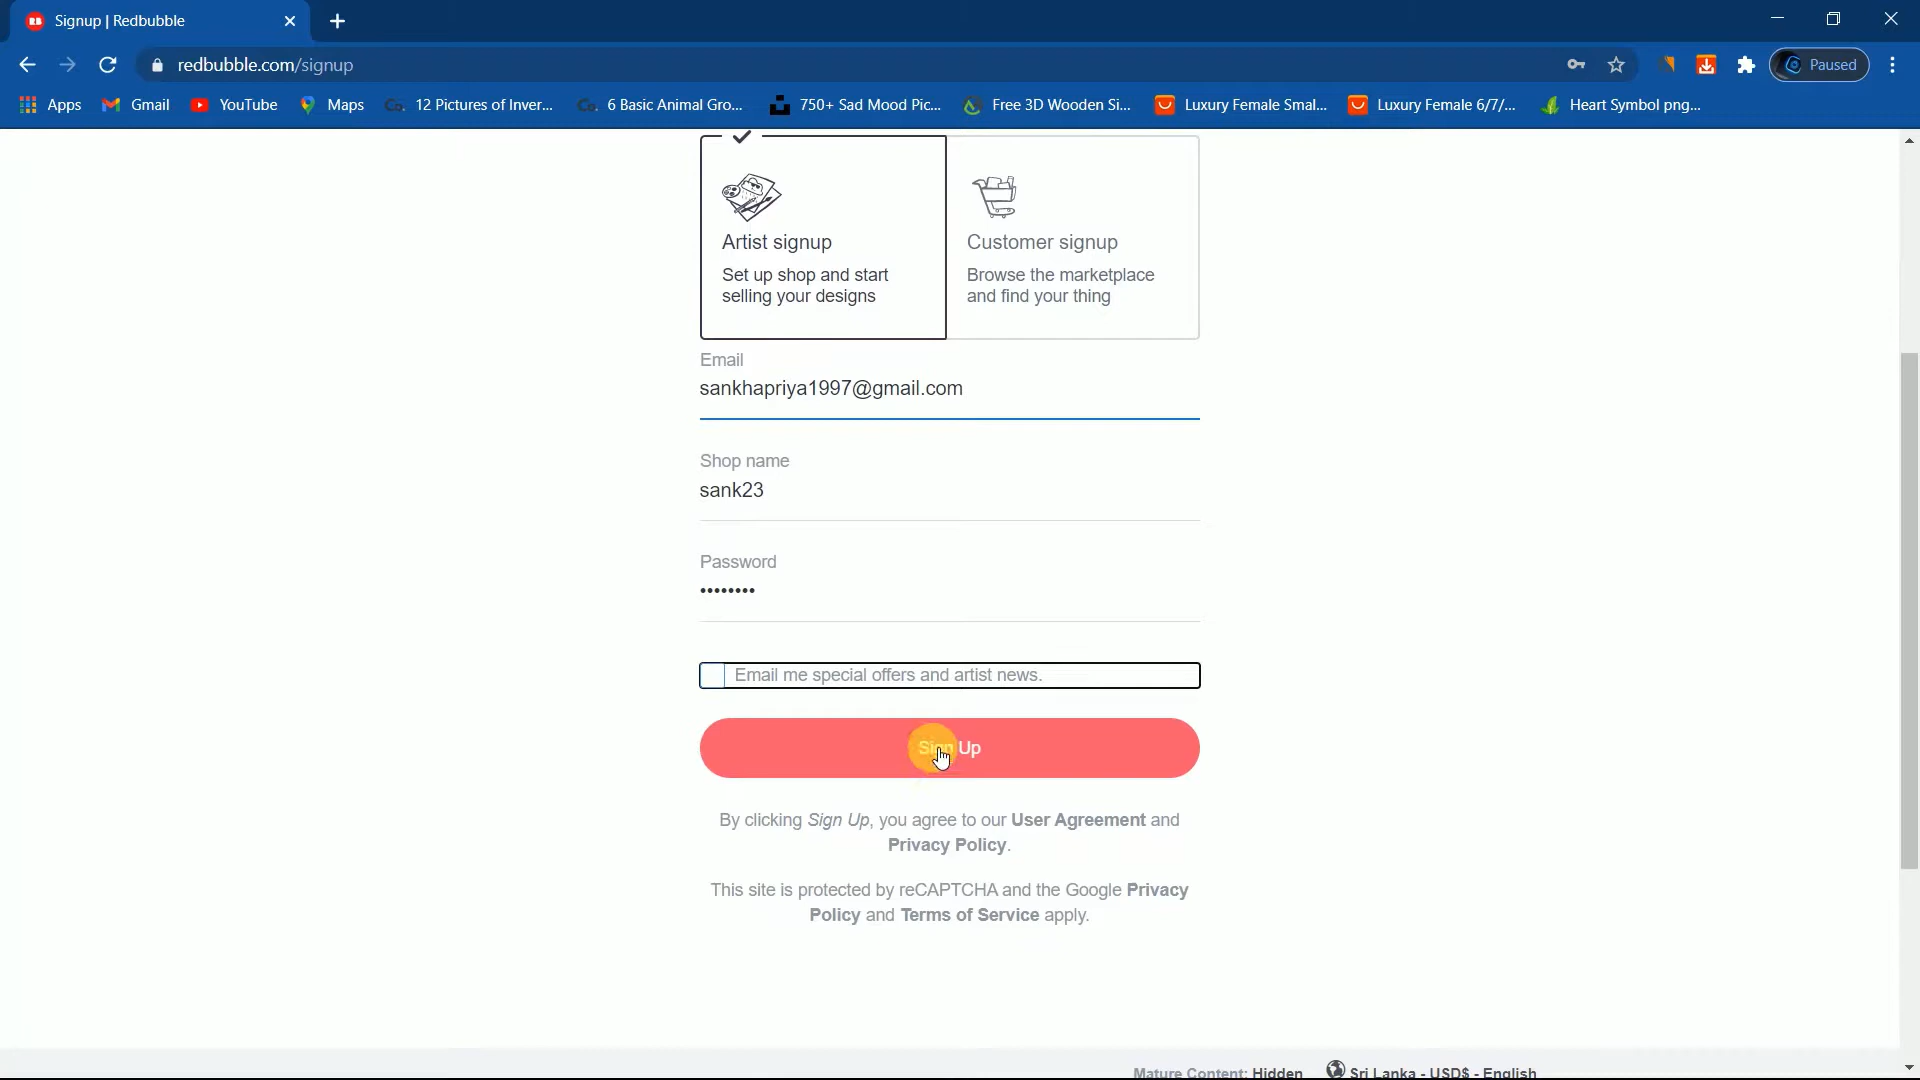 Signup | Redbubble
redbubble.com/signup
Paused
Apps
Gmail
YouTube
Maps
12 Pictures of Inver...
6 Basic Animal Gro...
750+ Sad Mood Pic...
Free 3D Wooden Si...
Luxury Female Smal...
Luxury Female 6/7/...
Heart Symbol png...
Artist signup
Set up shop and start
selling your designs
Customer signup
Browse the marketplace
and find your thing
Email
sankhapriya1997@gmail.com
Shop name
sank23
Password
••••••••
Email me special offers and artist news.
Sign Up
By clicking Sign Up, you agree to our User Agreement and
Privacy Policy.
This site is protected by reCAPTCHA and the Google Privacy
Policy and Terms of Service apply.
Mature Content: Hidden
Sri Lanka - USD$ - English